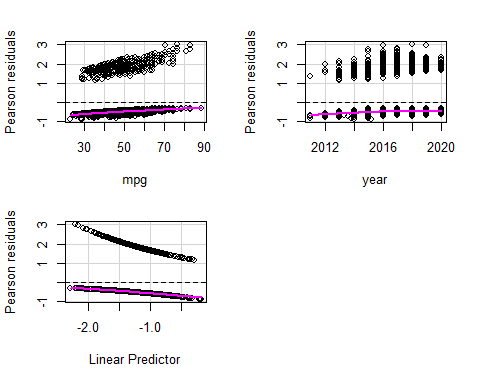 Pearson residuals
-1 1 2 3
30 50 70 90
mpg
Pearson residuals
-1 1 2 3
2012 2016 2020
year
Pearson residuals
-1 1 2 3
-2.0 -1.0
Linear Predictor